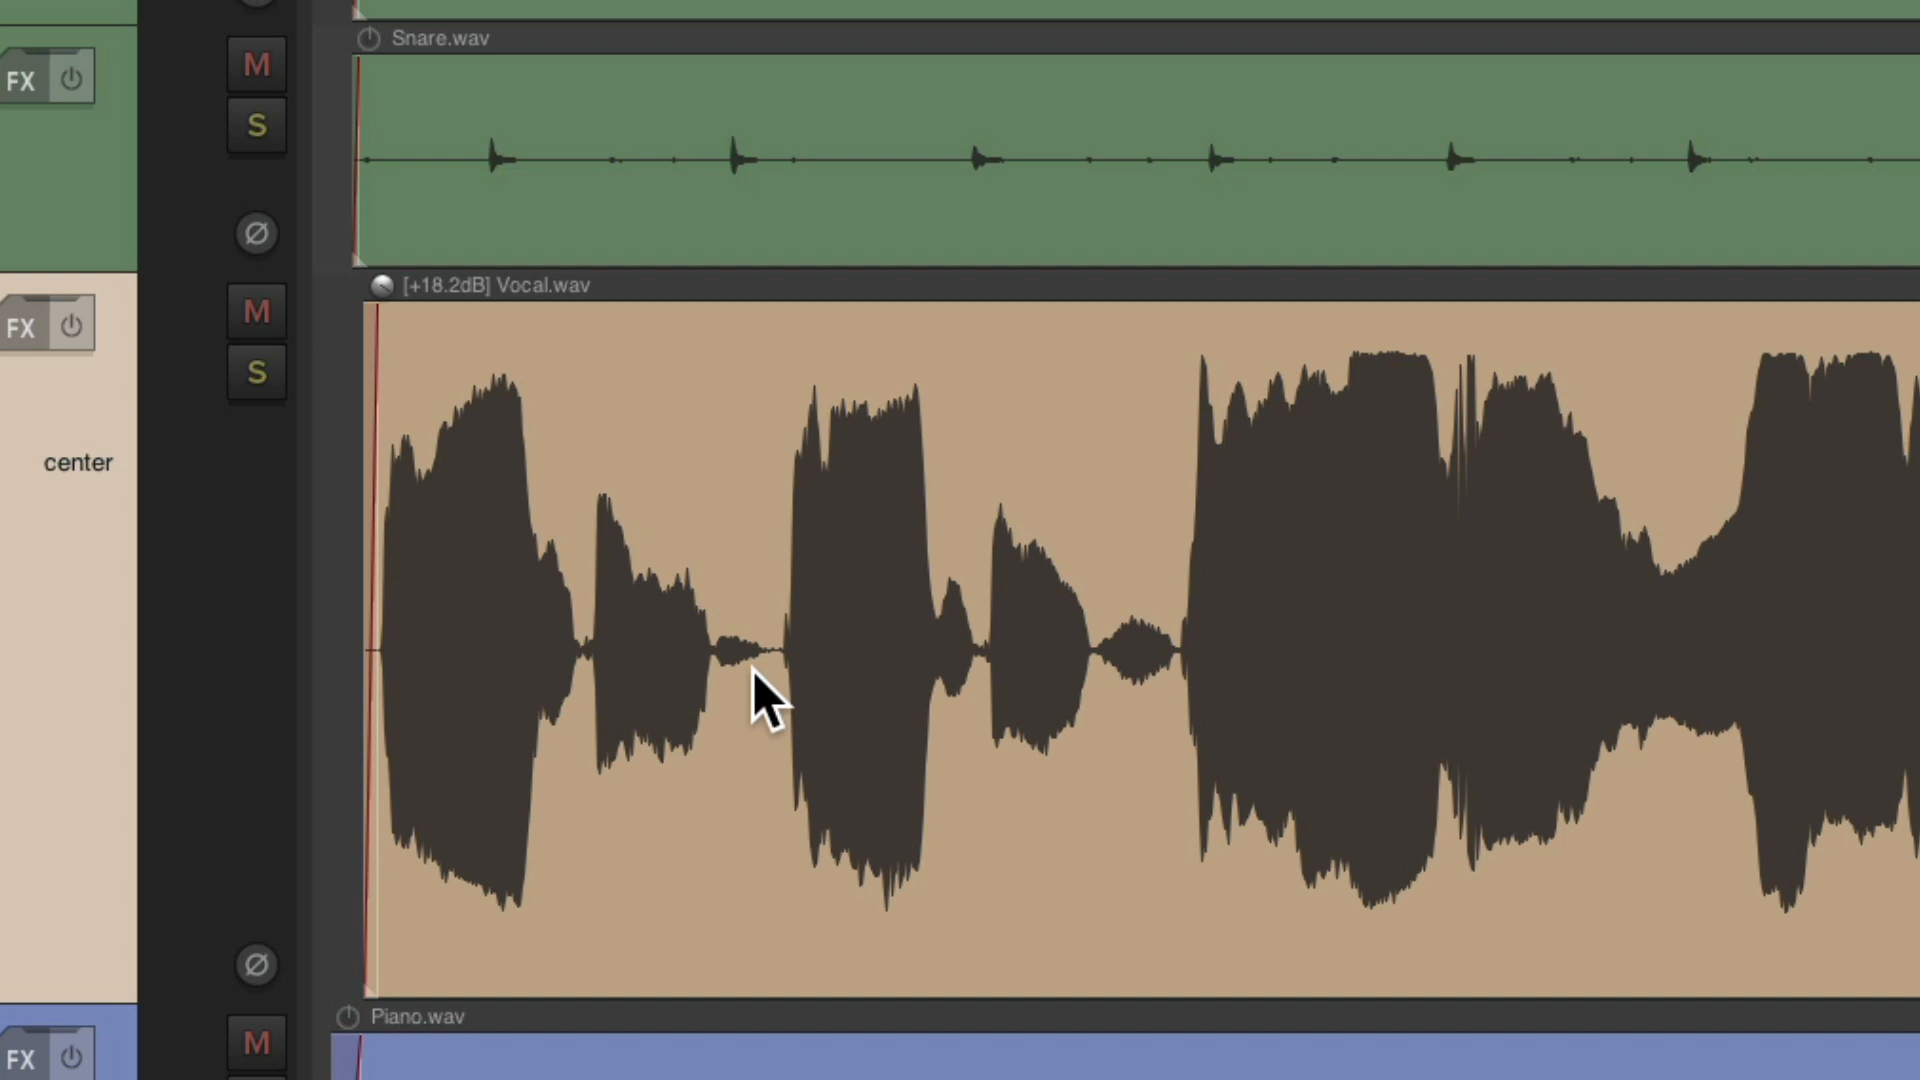 Snare.wav
M
FX
S
Ø
[+18.2dB] Vocal.wav
M
FX
S
center
Ø
Piano.wav
M
FX